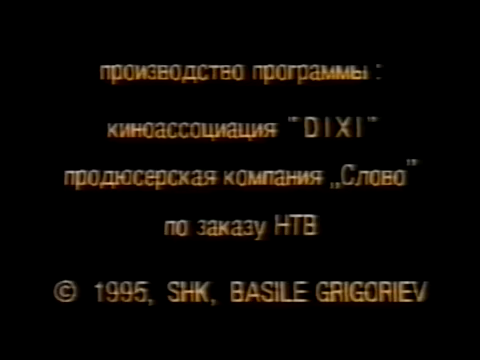 производство программы :
киноассоциация "DIXI"
продюсерская компания „Слово”
по заказу НТВ
© 1995, SHK, BASILE GRIGORIEV